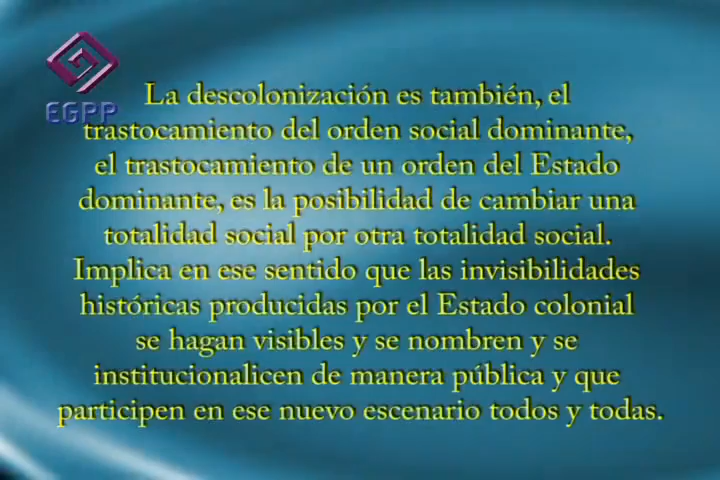 EGPP
La descolonización es también, el
trastocamiento del orden social dominante,
el trastocamiento de un orden del Estado
dominante, es la posibilidad de cambiar una
totalidad social por otra totalidad social.
Implica en ese sentido que las invisibilidades
históricas producidas por el Estado colonial
se hagan visibles y se nombren y se
institucionalicen de manera pública y que
participen en ese nuevo escenario todos y todas.